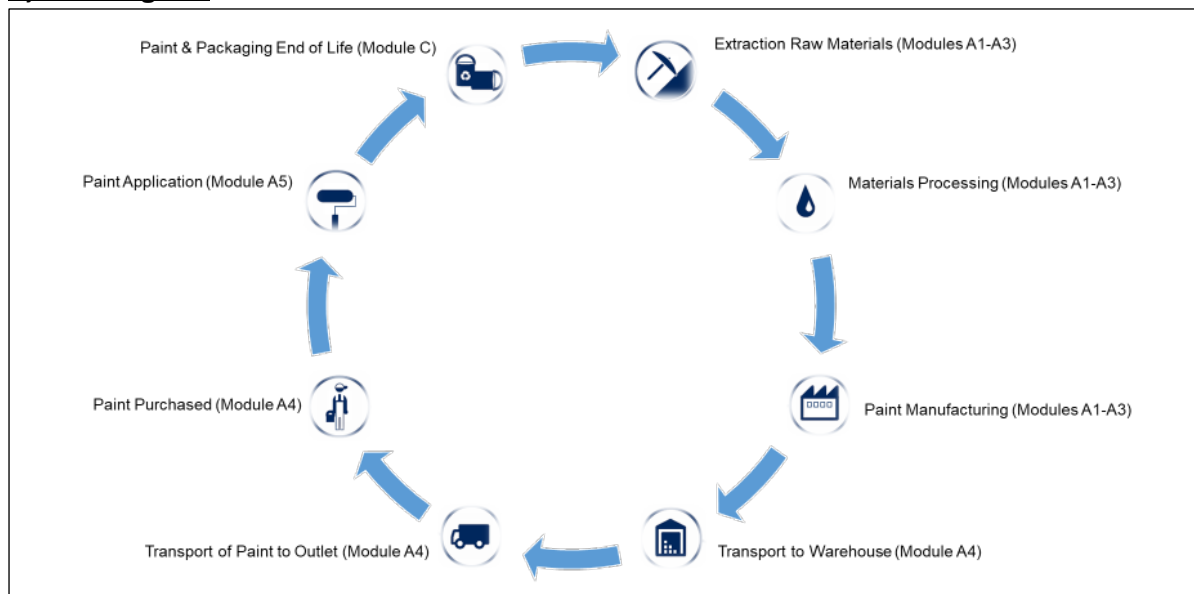 Paint & Packaging End of Life (Module C)
Extraction Raw Materials (Modules A1-A3)
Paint Application (Module A5)
Materials Processing (Modules A1-A3)
Paint Purchased (Module A4)
Paint Manufacturing (Modules A1-A3)
Transport of Paint to Outlet (Module A4)
Transport to Warehouse (Module A4)